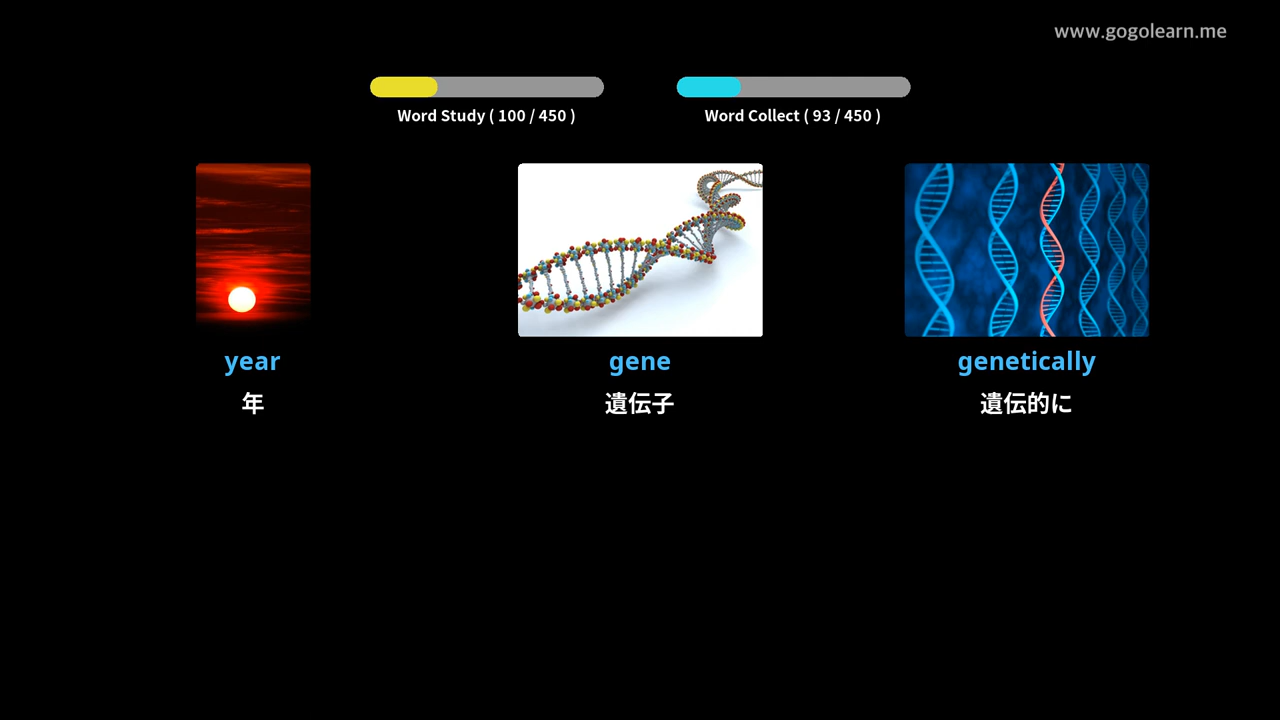 www.gogolearn.me
Word Study ( 100 / 450 )
Word Collect ( 93 / 450 )
year
gene
genetically
年
遺伝子
遺伝的に